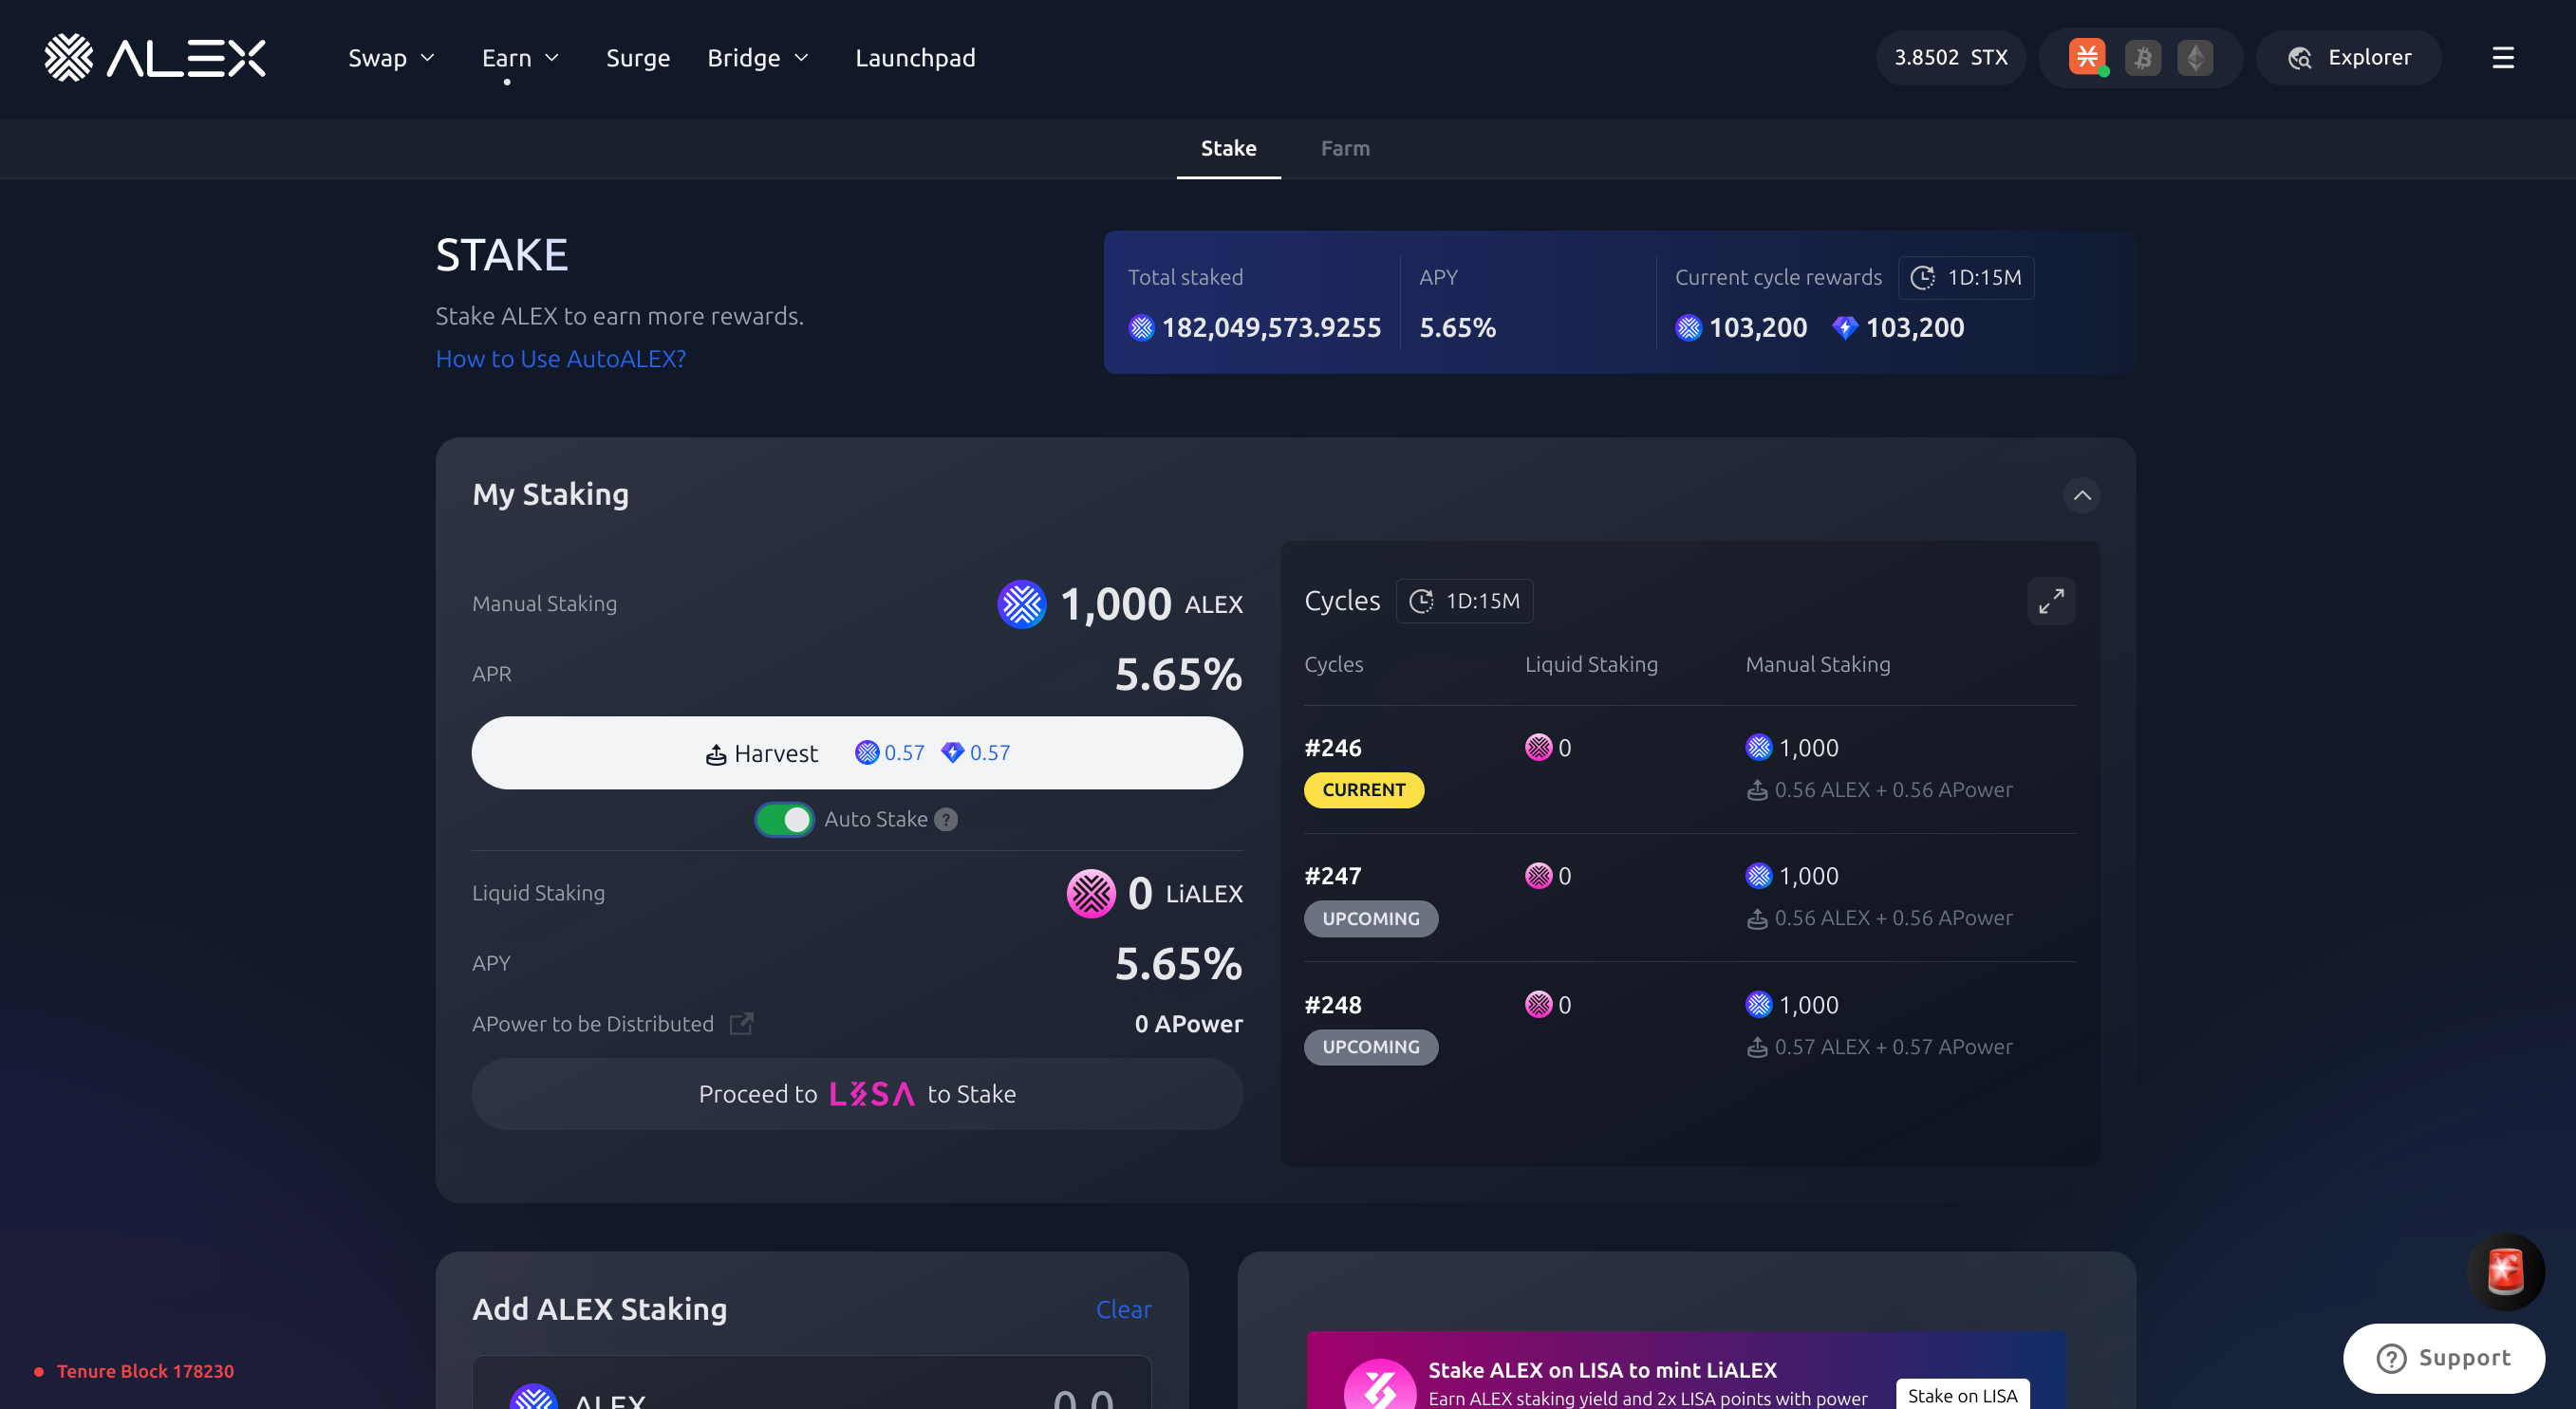 ALEX
Swap
Earn
Surge
Bridge
Launchpad
3.8502 STX
Explorer
Stake
Farm
STAKE
Stake ALEX to earn more rewards.
How to Use AutoALEX?
Total staked
182,049,573.9255
APY
5.65%
Current cycle rewards 1D:15M
103,200 103,200
My Staking
Manual Staking 1,000 ALEX
APR 5.65%
Harvest 0.57 0.57
Auto Stake ?
Liquid Staking 0 LiALEX
APY 5.65%
APower to be Distributed 0 APower
Proceed to LISA to Stake
Cycles 1D:15M
Cycles Liquid Staking Manual Staking
#246 0 1,000
CURRENT 0.56 ALEX + 0.56 APower
#247 0 1,000
UPCOMING 0.56 ALEX + 0.56 APower
#248 0 1,000
UPCOMING 0.57 ALEX + 0.57 APower
Add ALEX Staking Clear
ALEX 0.0
Stake ALEX on LISA to mint LiALEX
Earn ALEX staking yield and 2x LISA points with power
Stake on LISA
Tenure Block 178230
? Support